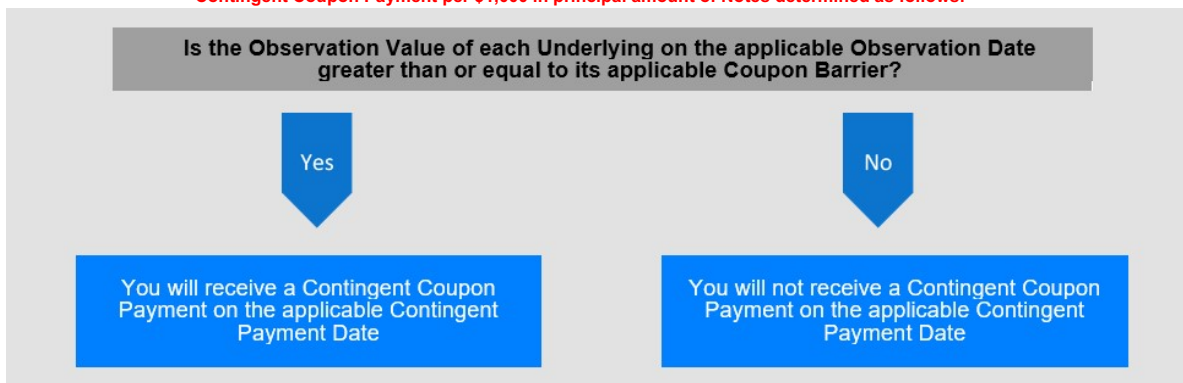 Contingent Coupon Payment per $1,000 in principal amount of Notes determined as follows:
Is the Observation Value of each Underlying on the applicable Observation Date
greater than or equal to its applicable Coupon Barrier?
Yes
No
You will receive a Contingent Coupon
Payment on the applicable Contingent
Payment Date
You will not receive a Contingent Coupon
Payment on the applicable Contingent
Payment Date